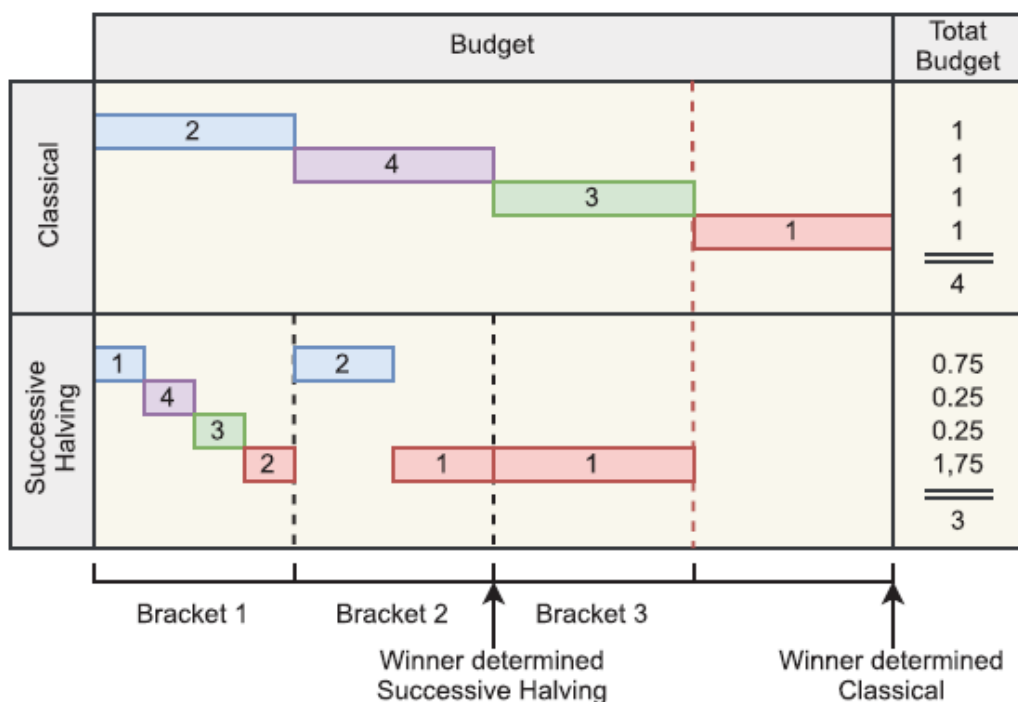 Budget
Totat
Budget
Classical
2
4
3
1
1
1
1
1
4
Successive
Halving
1
4
3
2
2
1
1
0.75
0.25
0.25
1,75
3
Bracket 1
Bracket 2
Bracket 3
Winner determined
Successive Halving
Winner determined
Classical